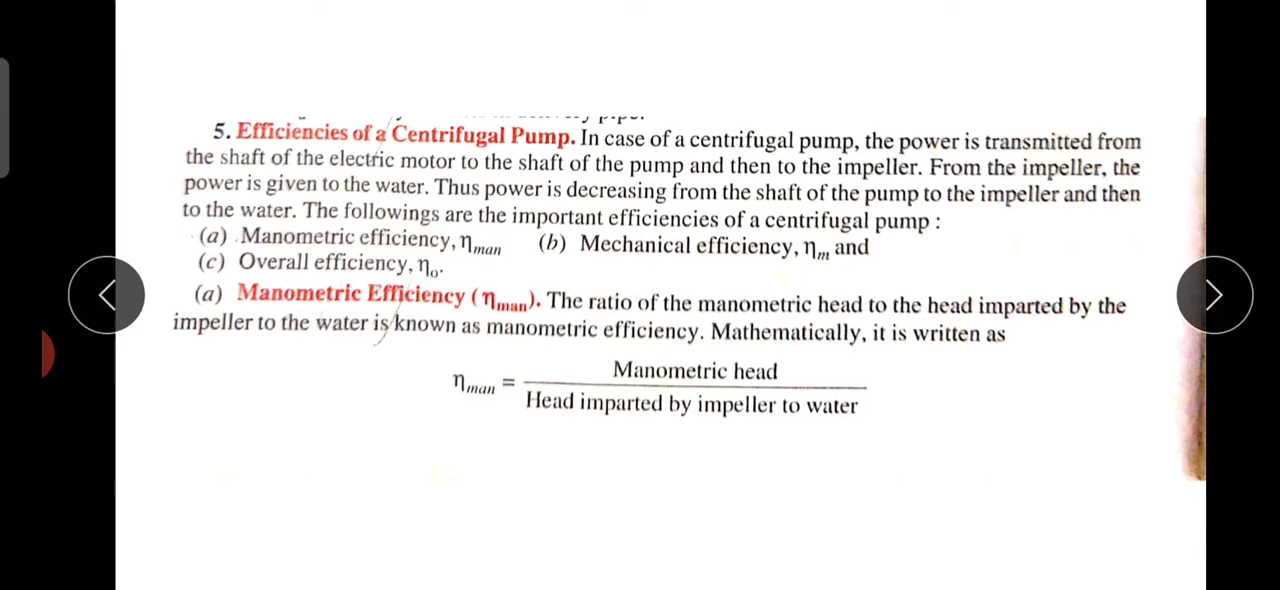 5. Efficiencies of a Centrifugal Pump. In case of a centrifugal pump, the power is transmitted from
the shaft of the electric motor to the shaft of the pump and then to the impeller. From the impeller, the
power is given to the water. Thus power is decreasing from the shaft of the pump to the impeller and then
to the water. The followings are the important efficiencies of a centrifugal pump :
(a) Manometric efficiency, ηman (b) Mechanical efficiency, ηm and
(c) Overall efficiency, ηo.
(a) Manometric Efficiency (ηman). The ratio of the manometric head to the head imparted by the
impeller to the water is known as manometric efficiency. Mathematically, it is written as
Manometric head
ηman =
Head imparted by impeller to water